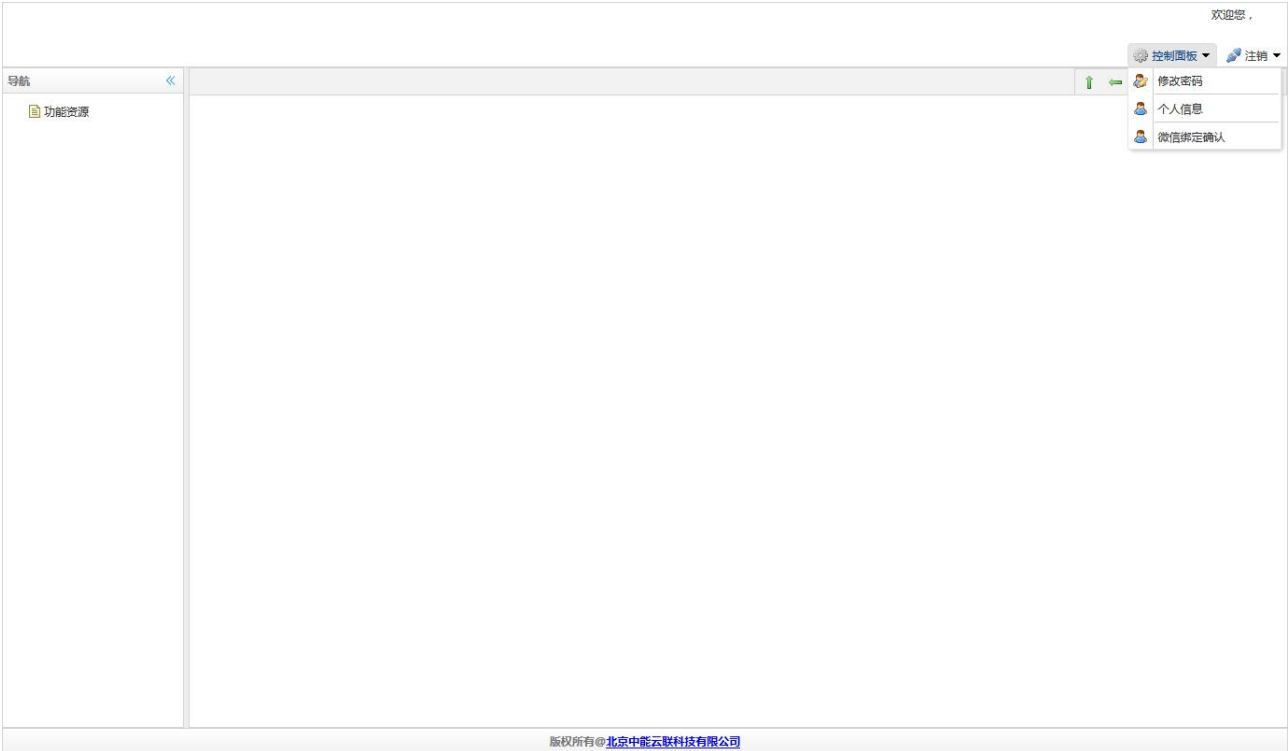 欢迎您，
控制面板 注销
导航
修改密码
功能资源
个人信息
微信绑定确认
版权所有@北京中能云联科技有限公司